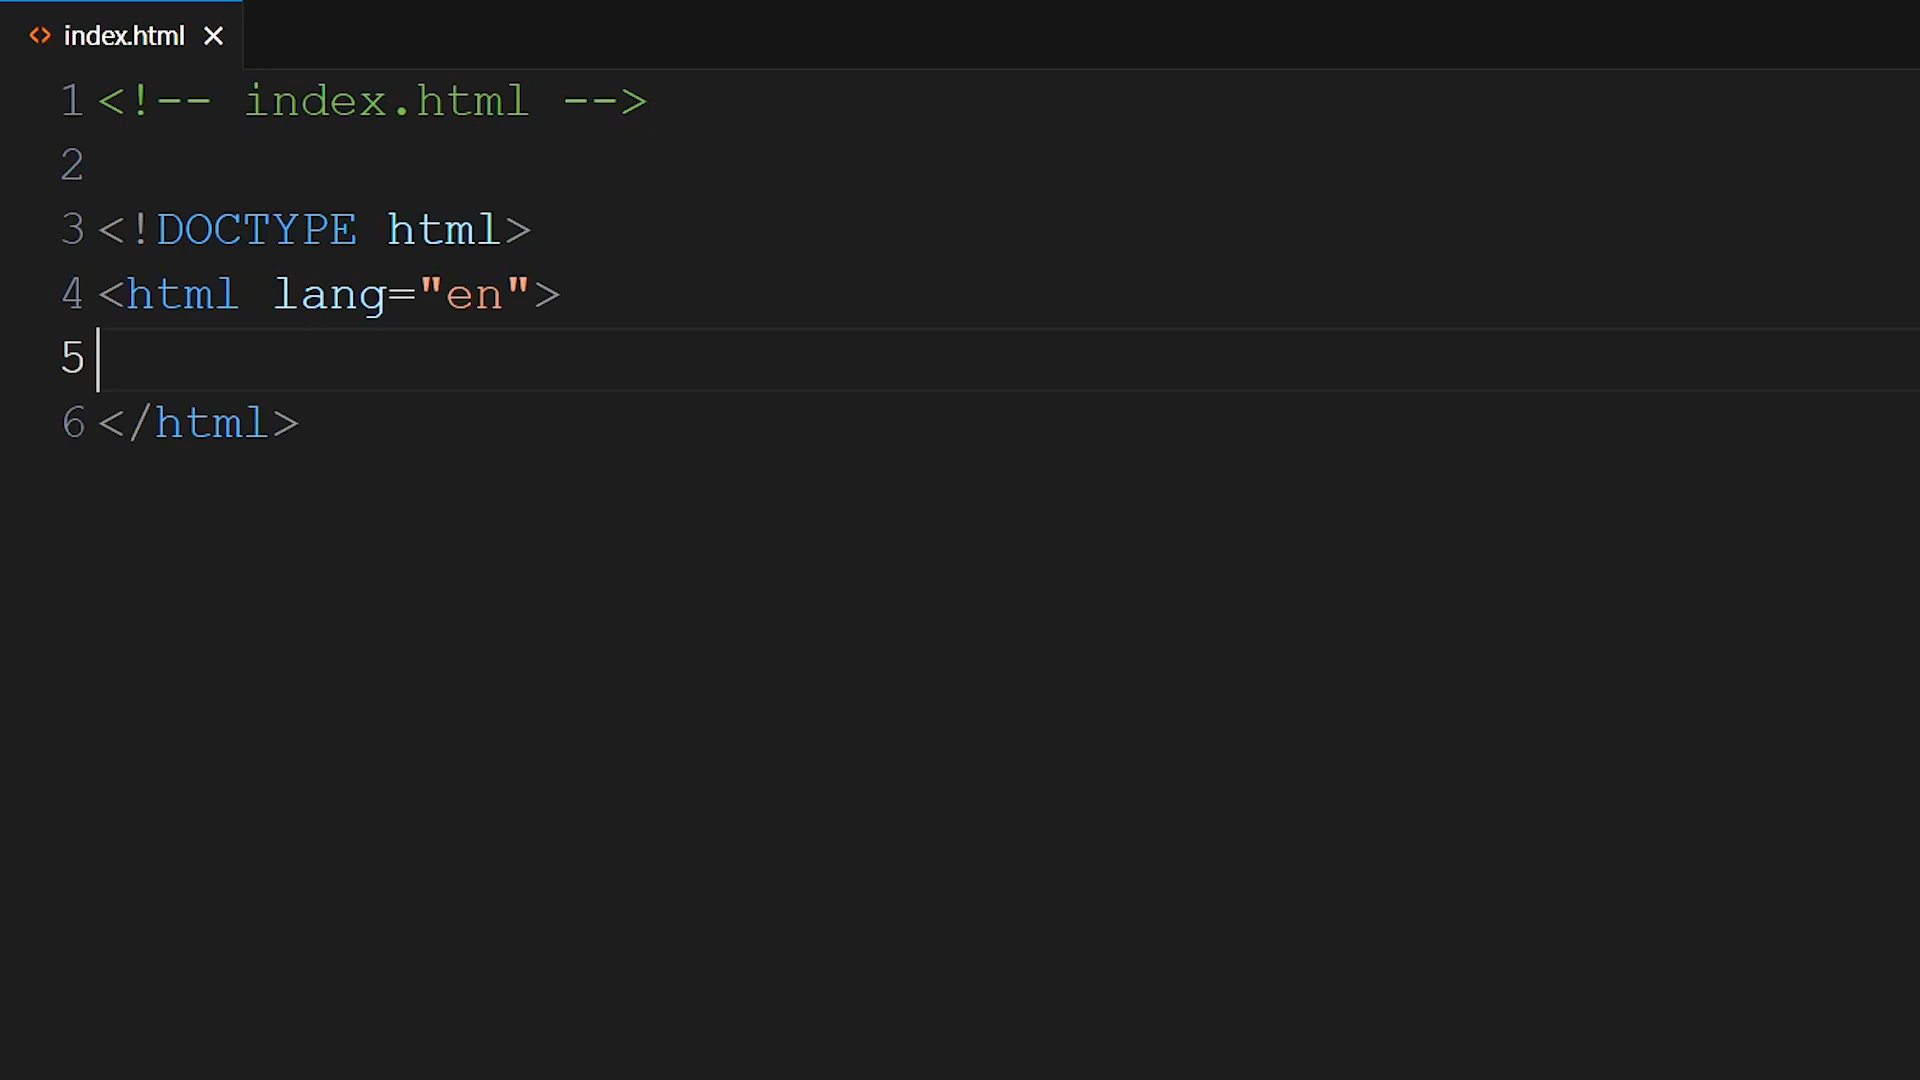 index.html
1 <!-- index.html -->
2
3 <!DOCTYPE html>
4 <html lang="en">
5
6 </html>